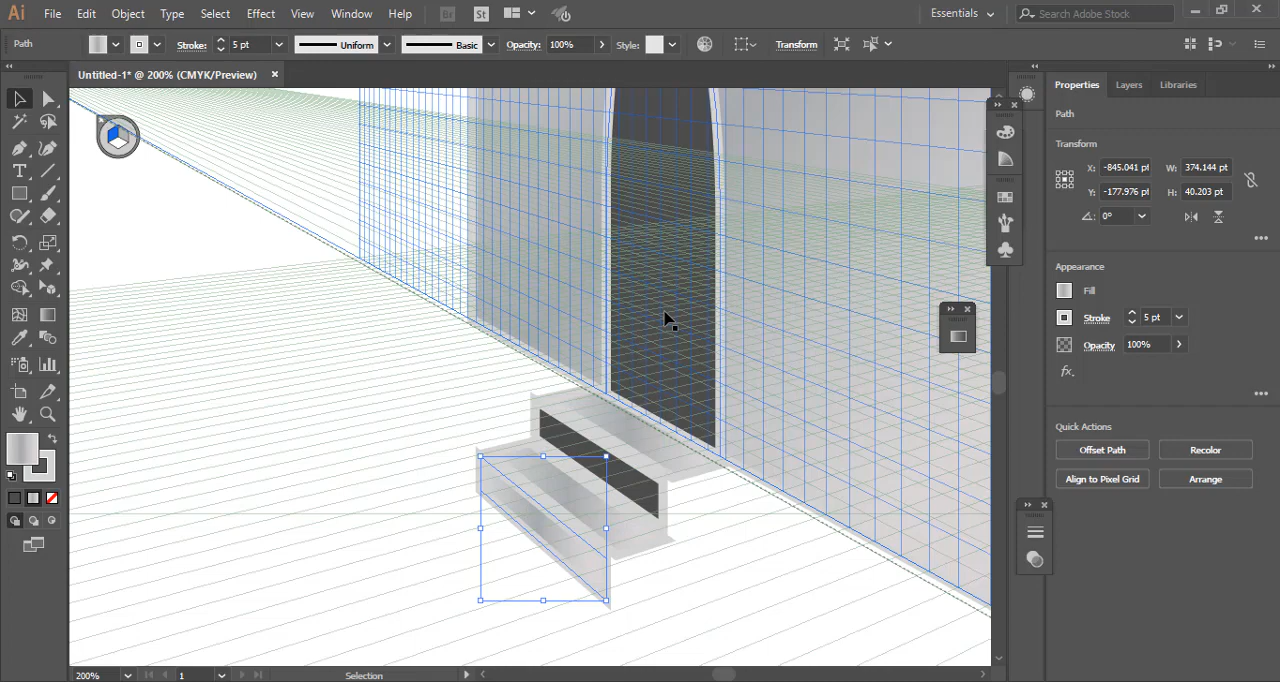 Ai File Edit Object Type Select Effect View Window Help Br St Essentials Search Adobe Stock
Path Stroke: 5 pt Uniform Basic Opacity: 100% Style: Transform
Untitled-1* @ 200% (CMYK/Preview)
Properties Layers Libraries
Path
Transform
X: -845.041 pt W: 374.144 pt
Y: -177.976 pt H: 40.203 pt
0°
Appearance
Fill
Stroke 5 pt
Opacity 100%
fx.
Quick Actions
Offset Path Recolor
Align to Pixel Grid Arrange
200% 1 Selection